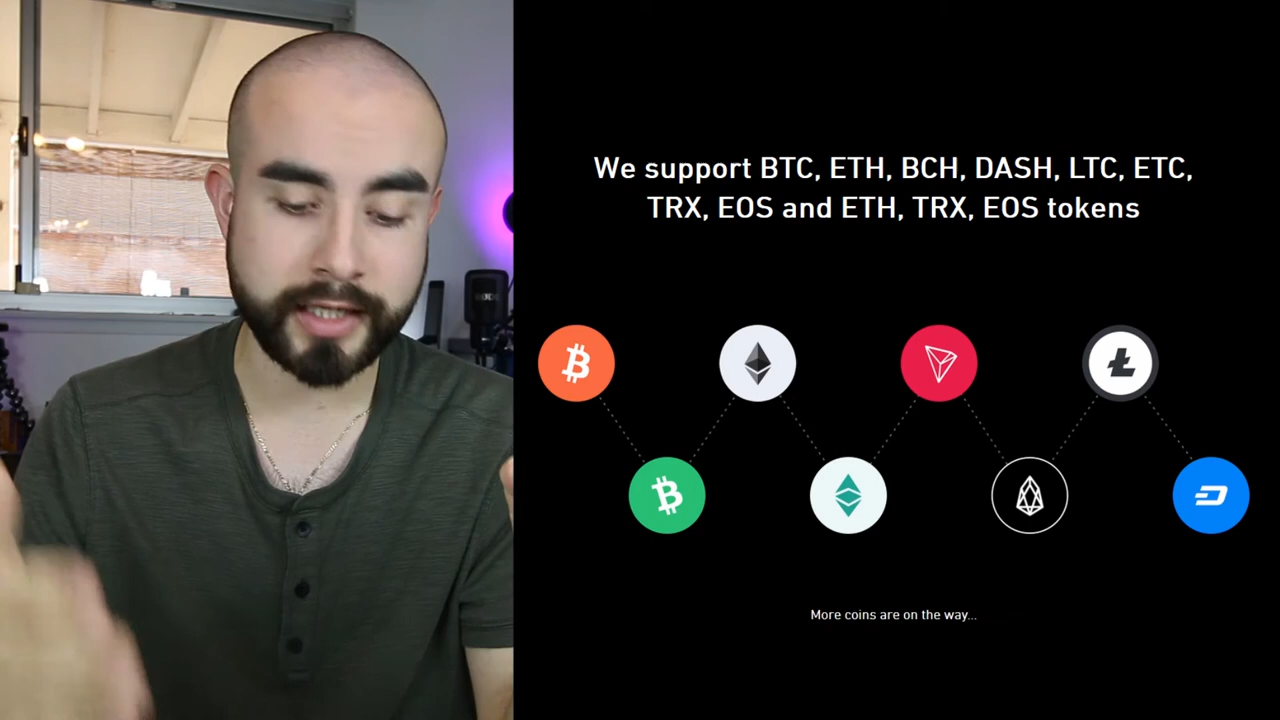 We support BTC, ETH, BCH, DASH, LTC, ETC,
TRX, EOS and ETH, TRX, EOS tokens
More coins are on the way...